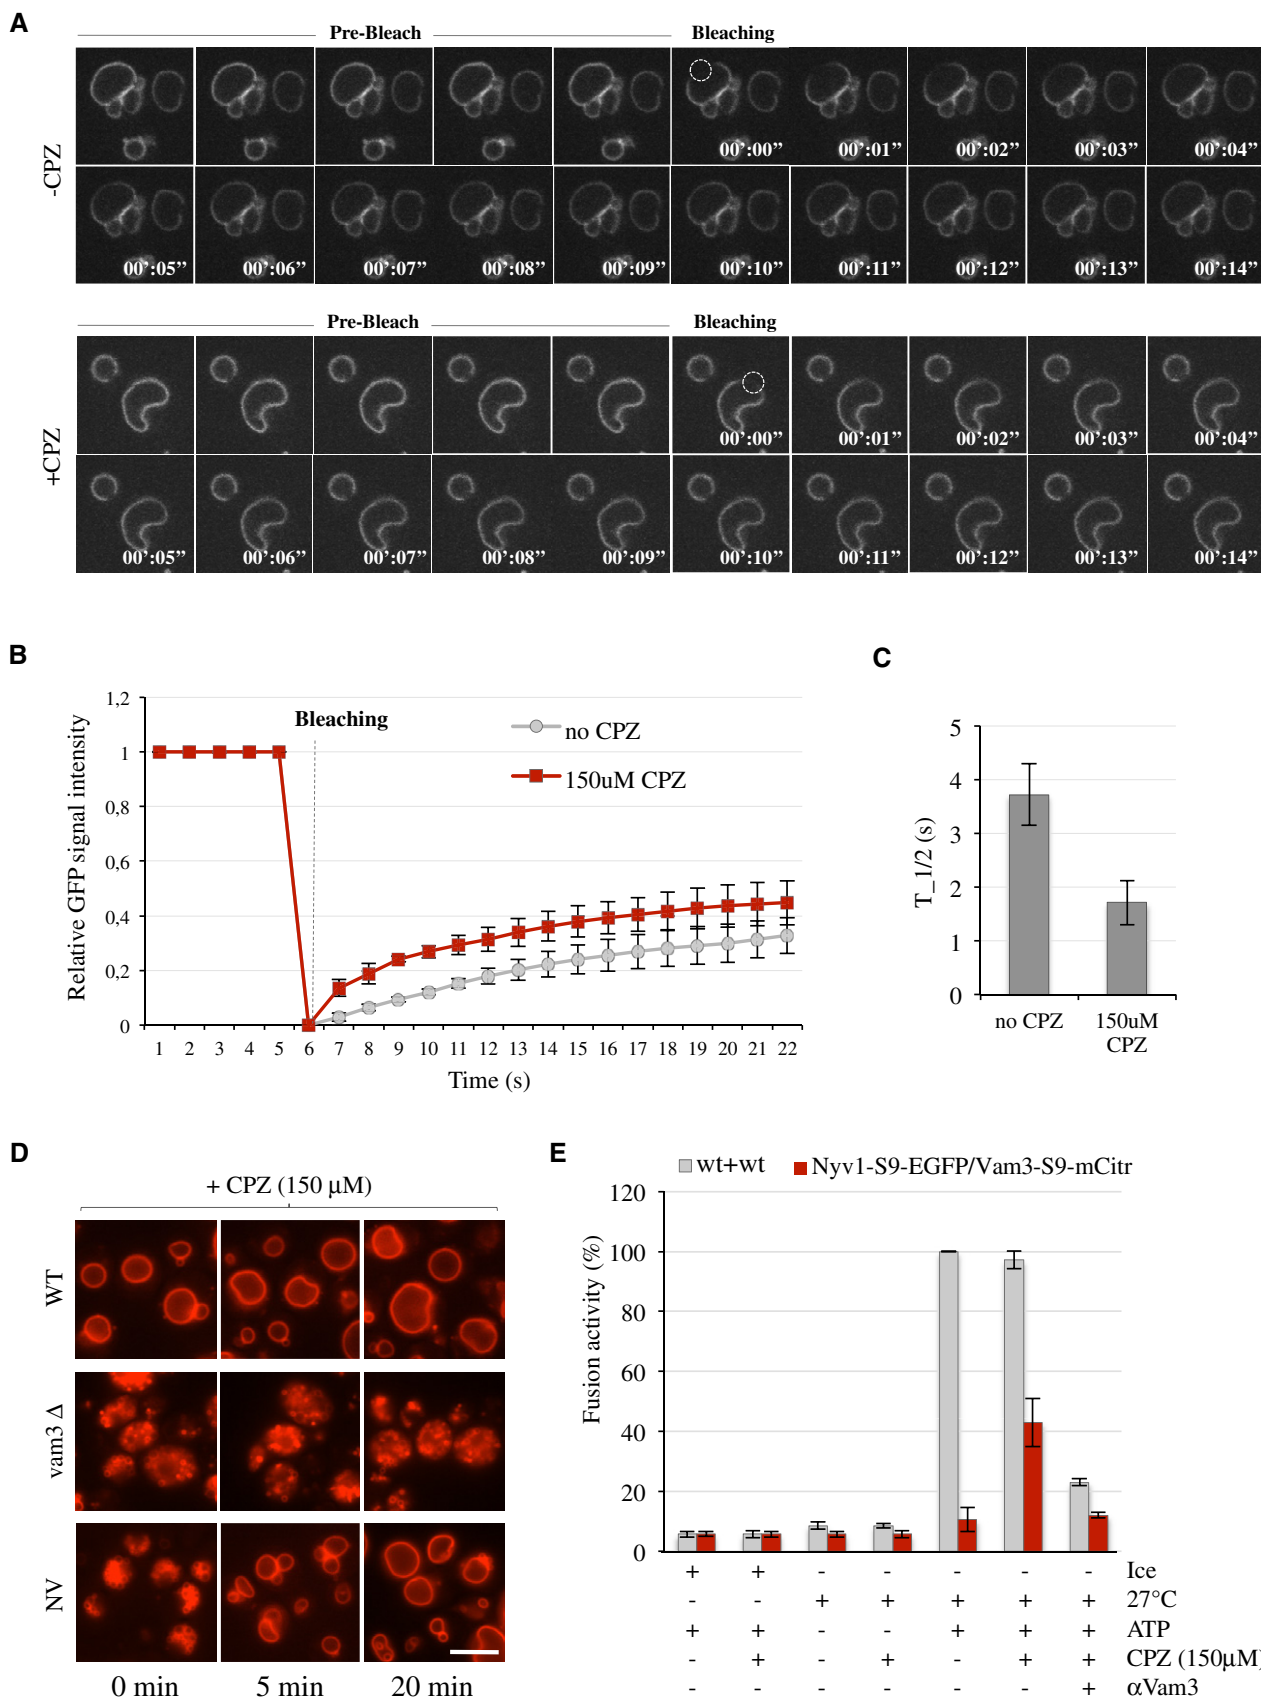 A
Pre-Bleach Bleaching
-CPZ
00':00” 00':01” 00':02” 00':03” 00':04”
00':05” 00':06” 00':07” 00':08” 00':09” 00':10” 00':11” 00':12” 00':13” 00':14”
Pre-Bleach Bleaching
+CPZ
00':00” 00':01” 00':02” 00':03” 00':04”
00':05” 00':06” 00':07” 00':08” 00':09” 00':10” 00':11” 00':12” 00':13” 00':14”
B
Relative GFP signal intensity
1,2
1
0,8
0,6
0,4
0,2
0
Bleaching
no CPZ
150uM CPZ
1 2 3 4 5 6 7 8 9 10 11 12 13 14 15 16 17 18 19 20 21 22
Time (s)
C
T_1/2 (s)
5
4
3
2
1
0
no CPZ 150uM
CPZ
D
+ CPZ (150 μM)
WT
vam3 Δ
NV
0 min 5 min 20 min
E
wt+wt Nyv1-S9-EGFP/Vam3-S9-mCitr
Fusion activity (%)
120
100
80
60
40
20
0
+ + - - - - - Ice
- - + + + + + 27°C
+ + - - + + + ATP
- + - + - + + CPZ (150μM)
- - - - - - + αVam3